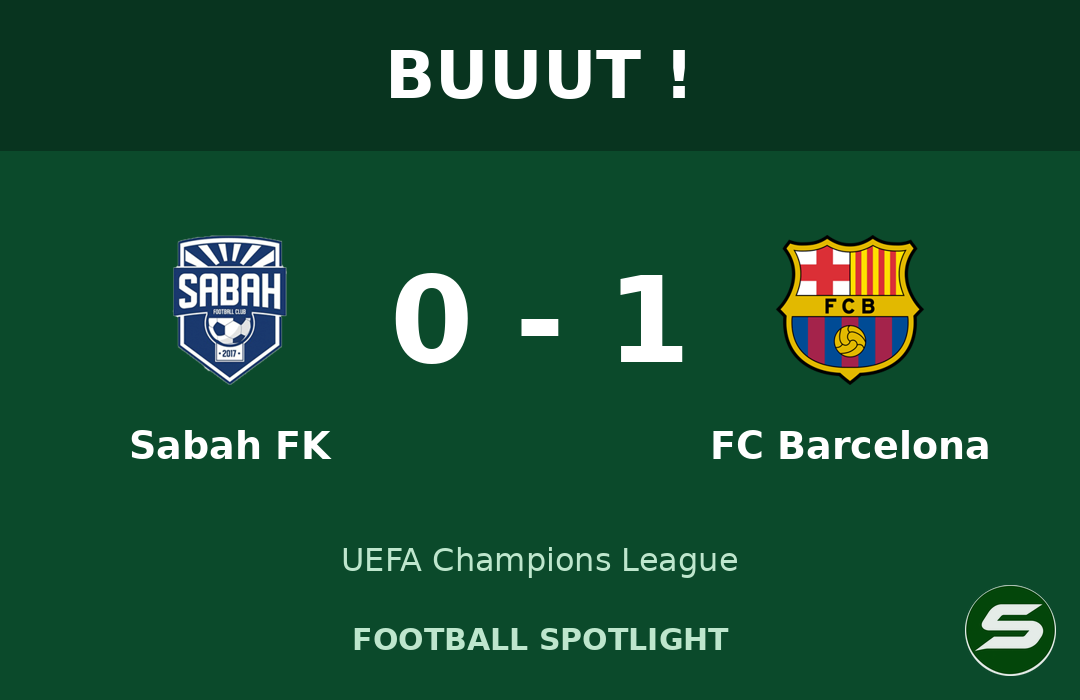 BUUUT !
SABAH
FOOTBALL CLUB
• 2017 •
0 - 1
FCB
Sabah FK
FC Barcelona
UEFA Champions League
FOOTBALL SPOTLIGHT
S